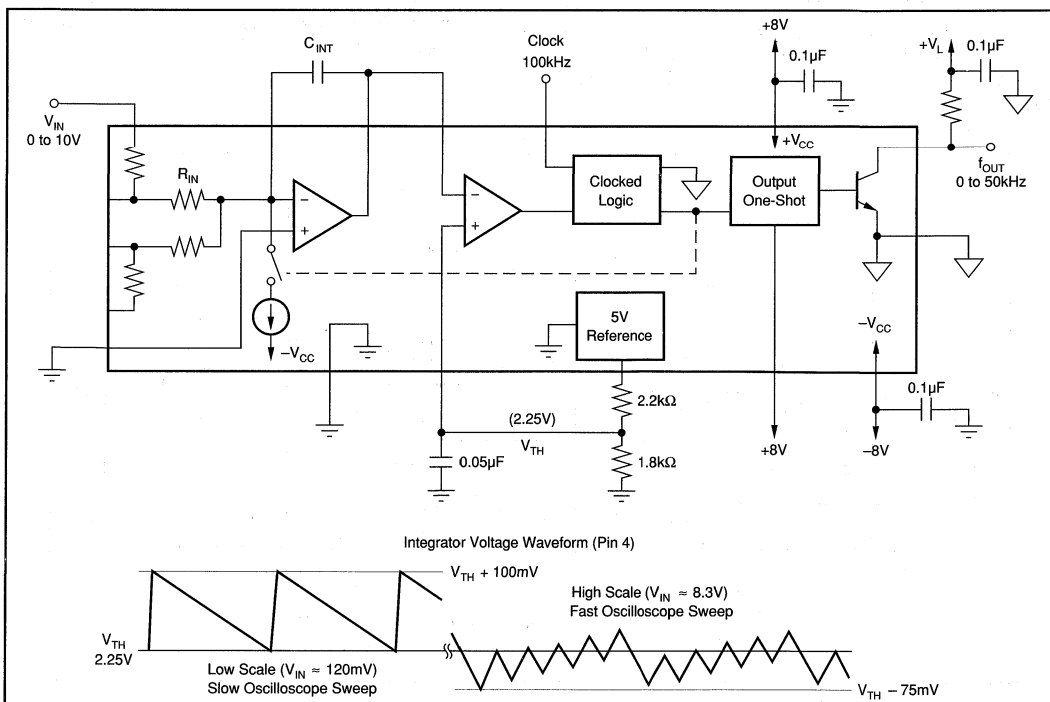 C_INT
Clock
100kHz
+8V
0.1µF
+V_L
0.1µF
V_IN
0 to 10V
R_IN
+V_CC
f_OUT
0 to 50kHz
Clocked
Logic
Output
One-Shot
−
+
−
+
−V_CC
5V
Reference
−V_CC
0.1µF
2.2kΩ
(2.25V)
V_TH
0.05µF
1.8kΩ
+8V
−8V
Integrator Voltage Waveform (Pin 4)
V_TH + 100mV
High Scale (V_IN ≈ 8.3V)
Fast Oscilloscope Sweep
V_TH
2.25V
Low Scale (V_IN ≈ 120mV)
Slow Oscilloscope Sweep
V_TH − 75mV